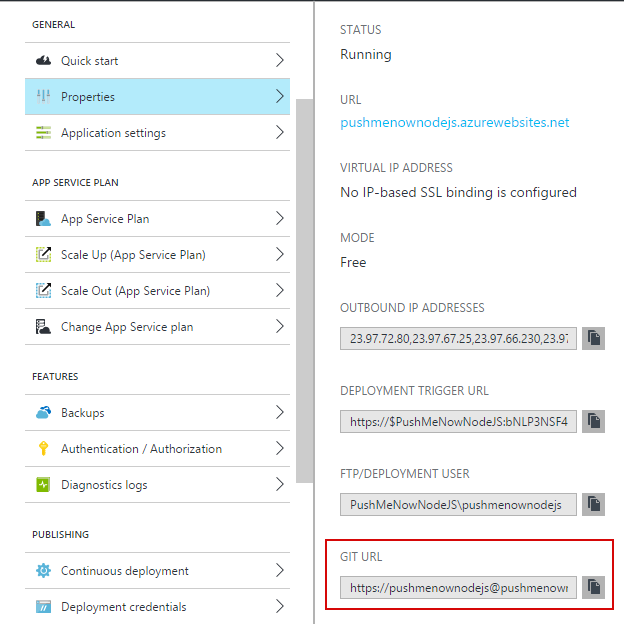 GENERAL
Quick start
Properties
Application settings
APP SERVICE PLAN
App Service Plan
Scale Up (App Service Plan)
Scale Out (App Service Plan)
Change App Service plan
FEATURES
Backups
Authentication / Authorization
Diagnostics logs
PUBLISHING
Continuous deployment
Deployment credentials
STATUS
Running
URL
pushmenownodejs.azurewebsites.net
VIRTUAL IP ADDRESS
No IP-based SSL binding is configured
MODE
Free
OUTBOUND IP ADDRESSES
23.97.72.80,23.97.67.25,23.97.66.230,23.97
DEPLOYMENT TRIGGER URL
https://$PushMeNowNodeJS:bNLP3NSF4
FTP/DEPLOYMENT USER
PushMeNowNodeJS\pushmenownodejs
GIT URL
https://pushmenownodejs@pushmenow